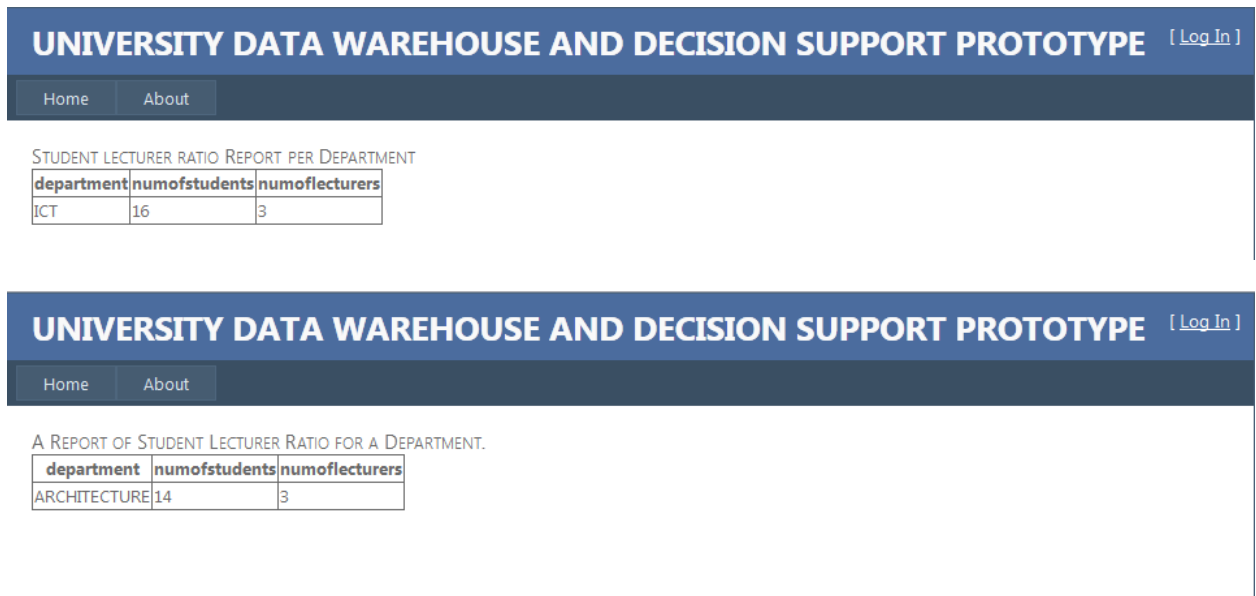 UNIVERSITY DATA WAREHOUSE AND DECISION SUPPORT PROTOTYPE [ Log In ]
Home About
STUDENT LECTURER RATIO REPORT PER DEPARTMENT
department numofstudents numoflecturers
ICT 16 3
UNIVERSITY DATA WAREHOUSE AND DECISION SUPPORT PROTOTYPE [ Log In ]
Home About
A REPORT OF STUDENT LECTURER RATIO FOR A DEPARTMENT.
department numofstudents numoflecturers
ARCHITECTURE 14 3